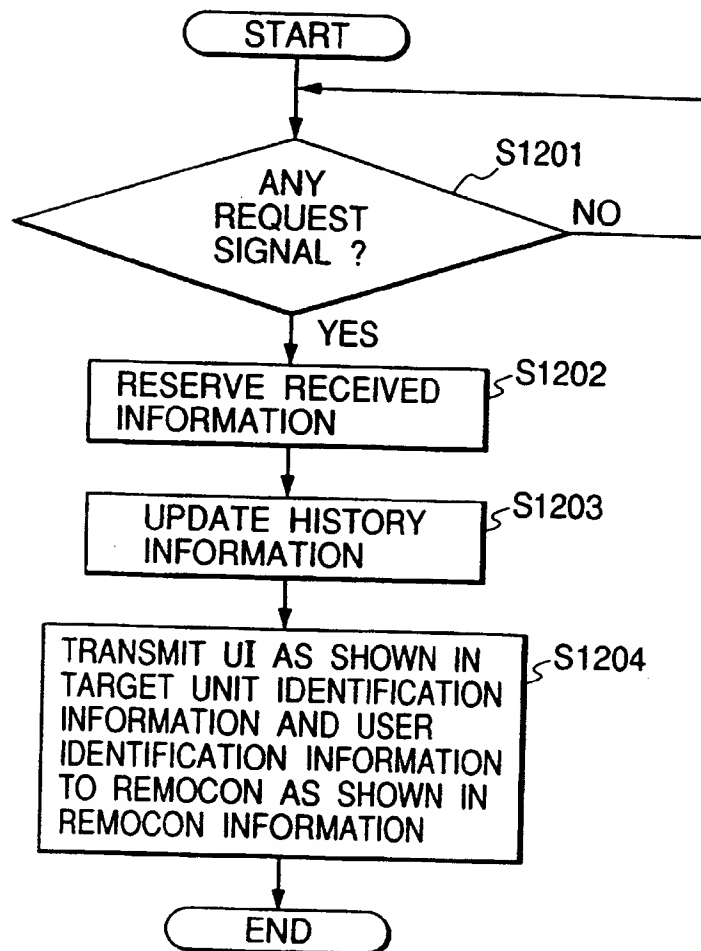 START
S1201
ANY
REQUEST
SIGNAL ?
NO
YES
S1202
RESERVE RECEIVED
INFORMATION
S1203
UPDATE HISTORY
INFORMATION
S1204
TRANSMIT UI AS SHOWN IN
TARGET UNIT IDENTIFICATION
INFORMATION AND USER
IDENTIFICATION INFORMATION
TO REMOCON AS SHOWN IN
REMOCON INFORMATION
END